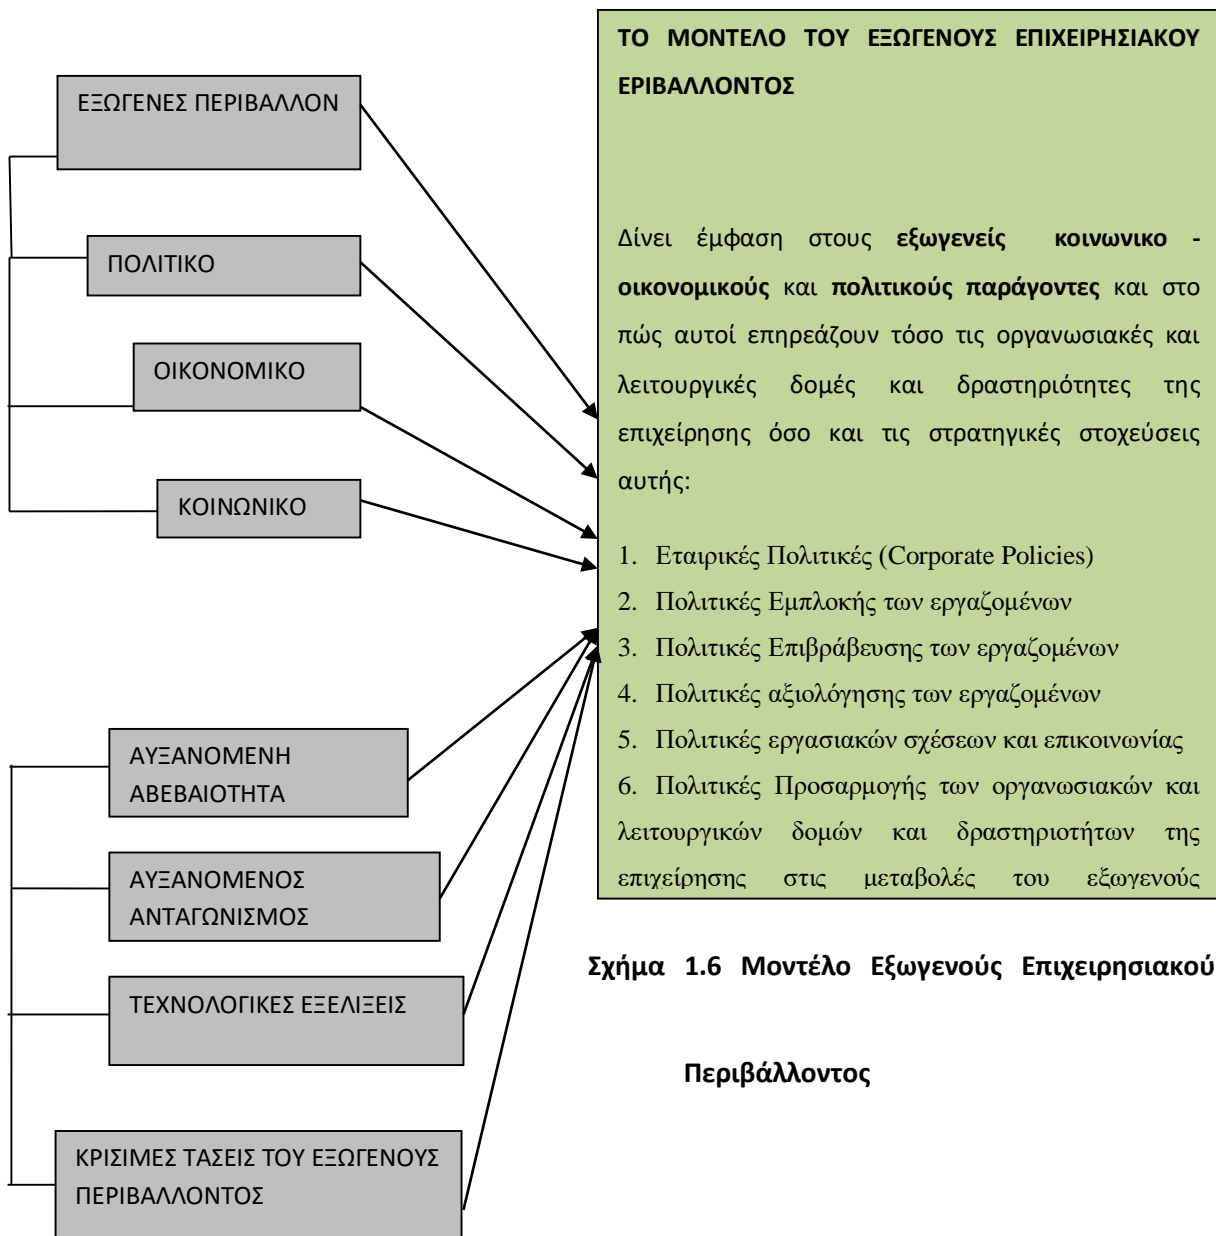 ΕΞΩΓΕΝΕΣ ΠΕΡΙΒΑΛΛΟΝ
ΠΟΛΙΤΙΚΟ
ΟΙΚΟΝΟΜΙΚΟ
ΚΟΙΝΩΝΙΚΟ
ΑΥΞΑΝΟΜΕΝΗ
ΑΒΕΒΑΙΟΤΗΤΑ
ΑΥΞΑΝΟΜΕΝΟΣ
ΑΝΤΑΓΩΝΙΣΜΟΣ
ΤΕΧΝΟΛΟΓΙΚΕΣ ΕΞΕΛΙΞΕΙΣ
ΚΡΙΣΙΜΕΣ ΤΑΣΕΙΣ ΤΟΥ ΕΞΩΓΕΝΟΥΣ
ΠΕΡΙΒΑΛΛΟΝΤΟΣ
ΤΟ ΜΟΝΤΕΛΟ ΤΟΥ ΕΞΩΓΕΝΟΥΣ ΕΠΙΧΕΙΡΗΣΙΑΚΟΥ
ΕΡΙΒΑΛΛΟΝΤΟΣ
Δίνει έμφαση στους εξωγενείς κοινωνικο -
οικονομικούς και πολιτικούς παράγοντες και στο
πώς αυτοί επηρεάζουν τόσο τις οργανωσιακές και
λειτουργικές δομές και δραστηριότητες της
επιχείρησης όσο και τις στρατηγικές στοχεύσεις
αυτής:
1. Εταιρικές Πολιτικές (Corporate Policies)
2. Πολιτικές Εμπλοκής των εργαζομένων
3. Πολιτικές Επιβράβευσης των εργαζομένων
4. Πολιτικές αξιολόγησης των εργαζομένων
5. Πολιτικές εργασιακών σχέσεων και επικοινωνίας
6. Πολιτικές Προσαρμογής των οργανωσιακών και
λειτουργικών δομών και δραστηριοτήτων της
επιχείρησης στις μεταβολές του εξωγενούς
Σχήμα 1.6 Μοντέλο Εξωγενούς Επιχειρησιακού
Περιβάλλοντος